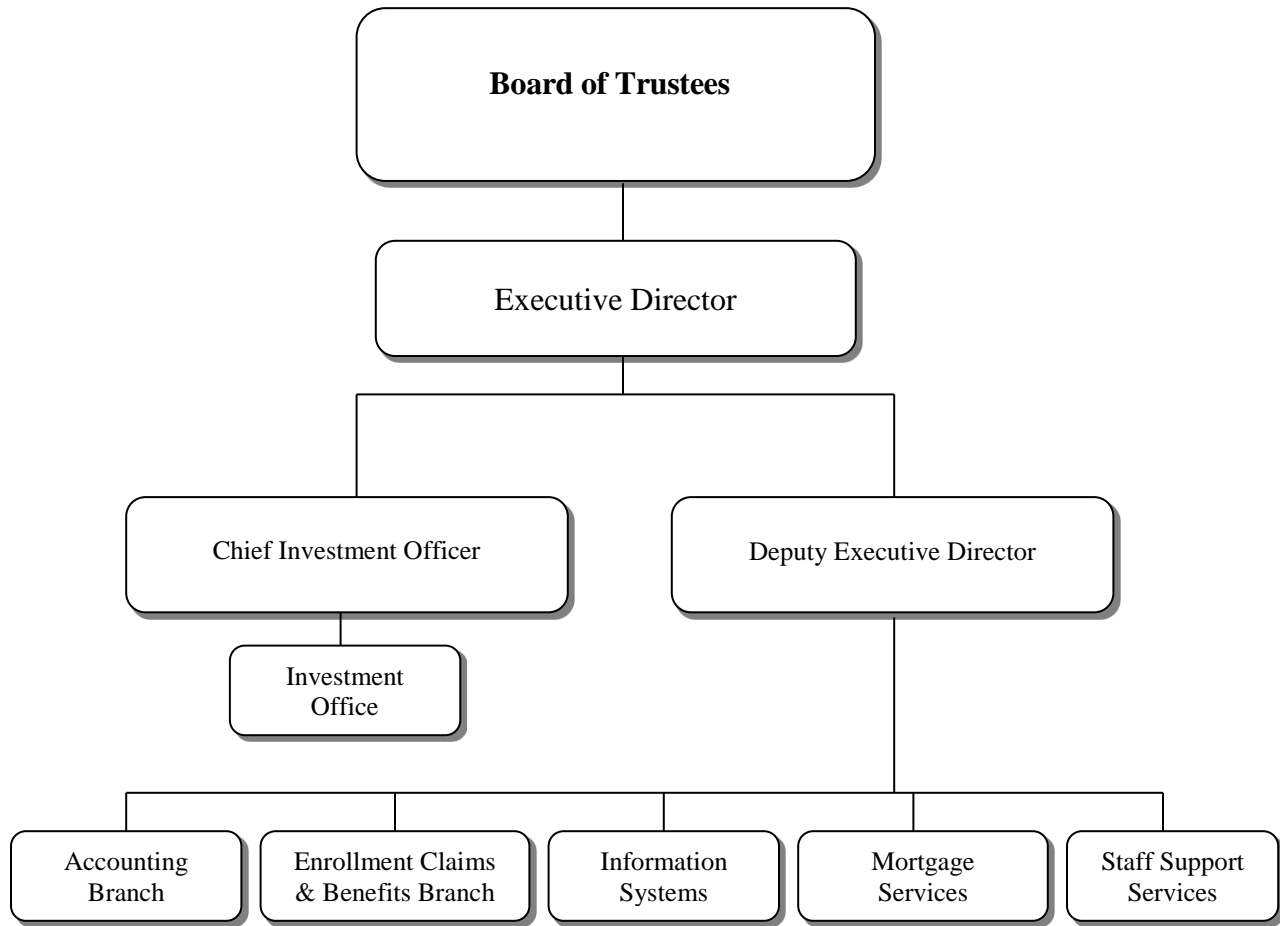 Board of Trustees
Executive Director
Chief Investment Officer
Deputy Executive Director
Investment
Office
Accounting
Branch
Enrollment Claims
& Benefits Branch
Information
Systems
Mortgage
Services
Staff Support
Services